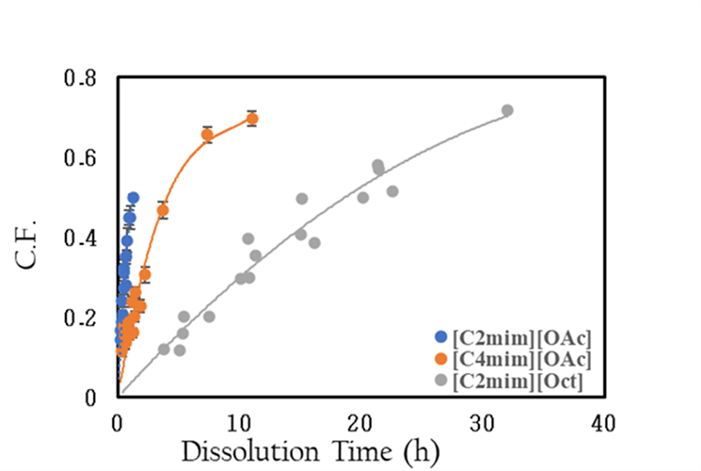 0.8
0.6
0.4
0.2
0
C.F.
[C2mim][OAc]
[C4mim][OAc]
[C2mim][Oct]
0 10 20 30 40
Dissolution Time (h)